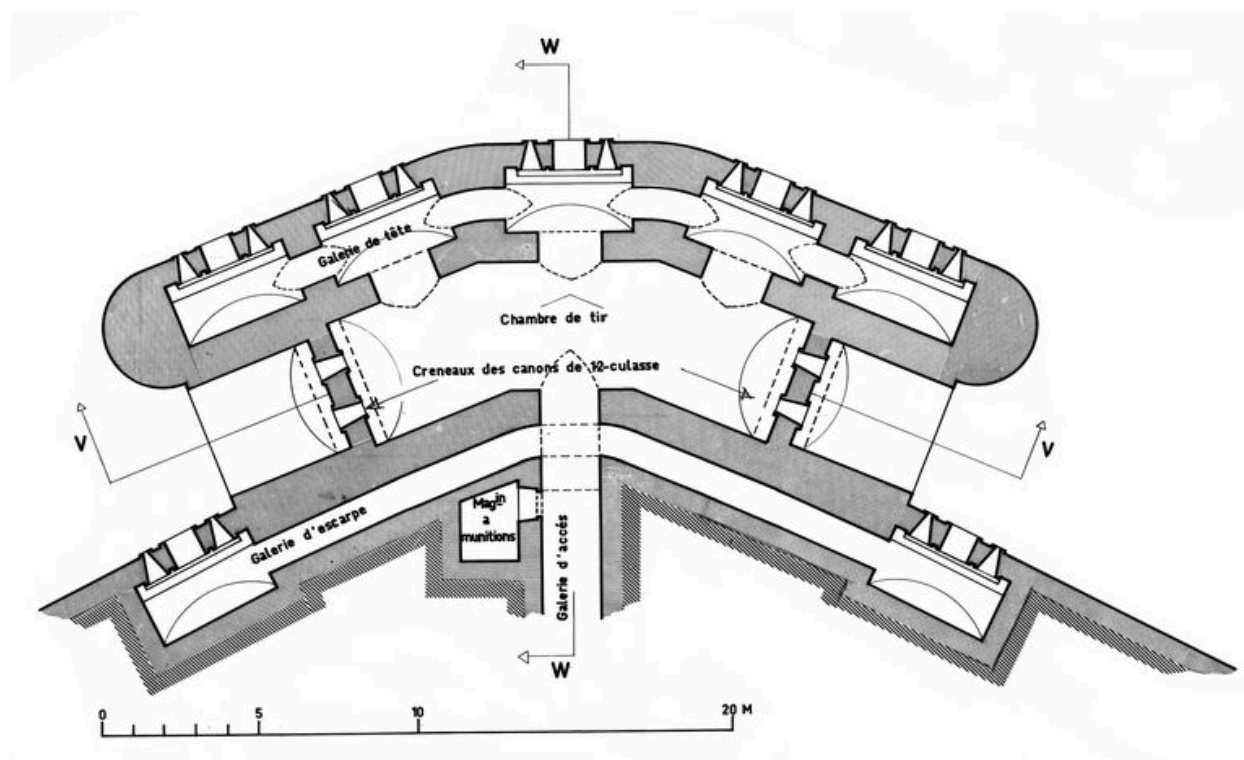 W
Galerie de tête
Chambre de tir
Creneaux des canons de 12-culasse
V
V
Magin
a
munitions
Galerie d'escarpe
Galerie d'accés
W
0 5 10 20 M